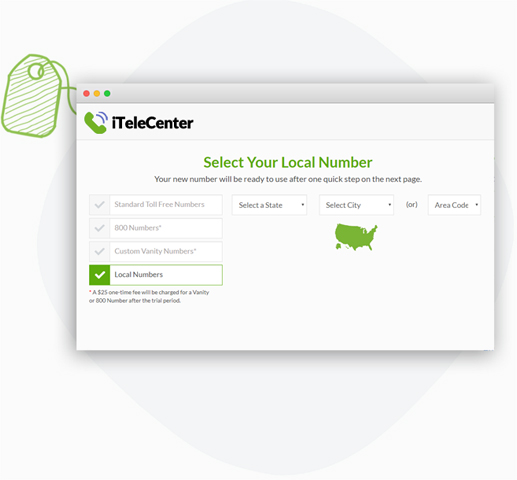 iTeleCenter
Select Your Local Number
Your new number will be ready to use after one quick step on the next page.
Standard Toll Free Numbers
800 Numbers*
Custom Vanity Numbers*
Local Numbers
* A $25 one-time fee will be charged for a Vanity
or 800 Number after the trial period.
Select a State
Select City
(or)
Area Code